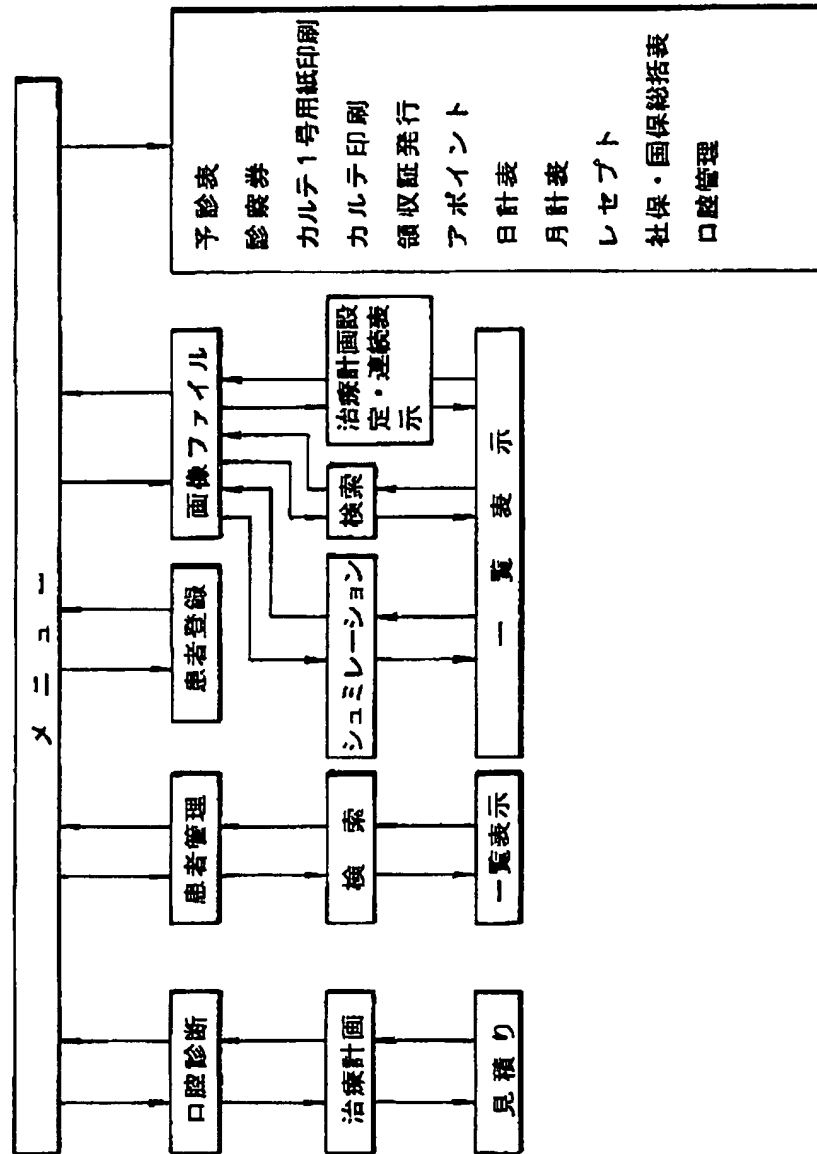 メニュー
口腔診断
患者管理
患者登録
画像ファイル
治療計画
検索
シュミレーション
検索
治療計画設
定・連続表
示
見積り
一覧表示
一覧表示
予診表
診察券
カルテ1号用紙印刷
カルテ印刷
領収証発行
アポイント
日計表
月計表
レセプト
社保・国保総括表
口腔管理